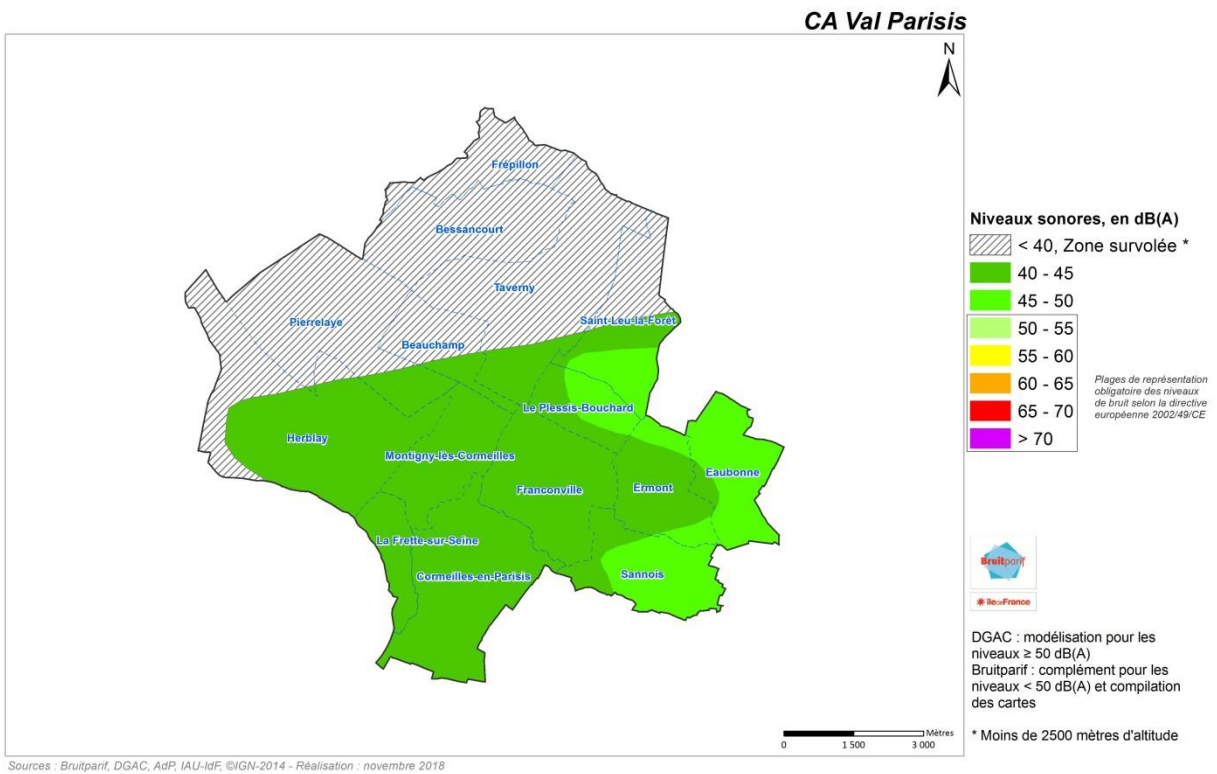 CA Val Parisis
N
Frépillon
Bessancourt
Taverny
Pierrelaye
Saint-Leu-la-Forêt
Beauchamp
Le Plessis-Bouchard
Herblay
Montigny-lès-Cormeilles
Eaubonne
Franconville
Ermont
La Frette-sur-Seine
Cormeilles-en-Parisis
Sannois
Niveaux sonores, en dB(A)
< 40, Zone survolée *
40 - 45
45 - 50
50 - 55
55 - 60
60 - 65
65 - 70
> 70
Plages de représentation
obligatoire des niveaux
de bruit selon la directive
européenne 2002/49/CE
Bruitparif
îledeFrance
DGAC : modélisation pour les
niveaux ≥ 50 dB(A)
Bruitparif : complément pour les
niveaux < 50 dB(A) et compilation
des cartes
* Moins de 2500 mètres d'altitude
Mètres
0 1 500 3 000
Sources : Bruitparif, DGAC, AdP, IAU-IdF, ©IGN-2014 - Réalisation : novembre 2018